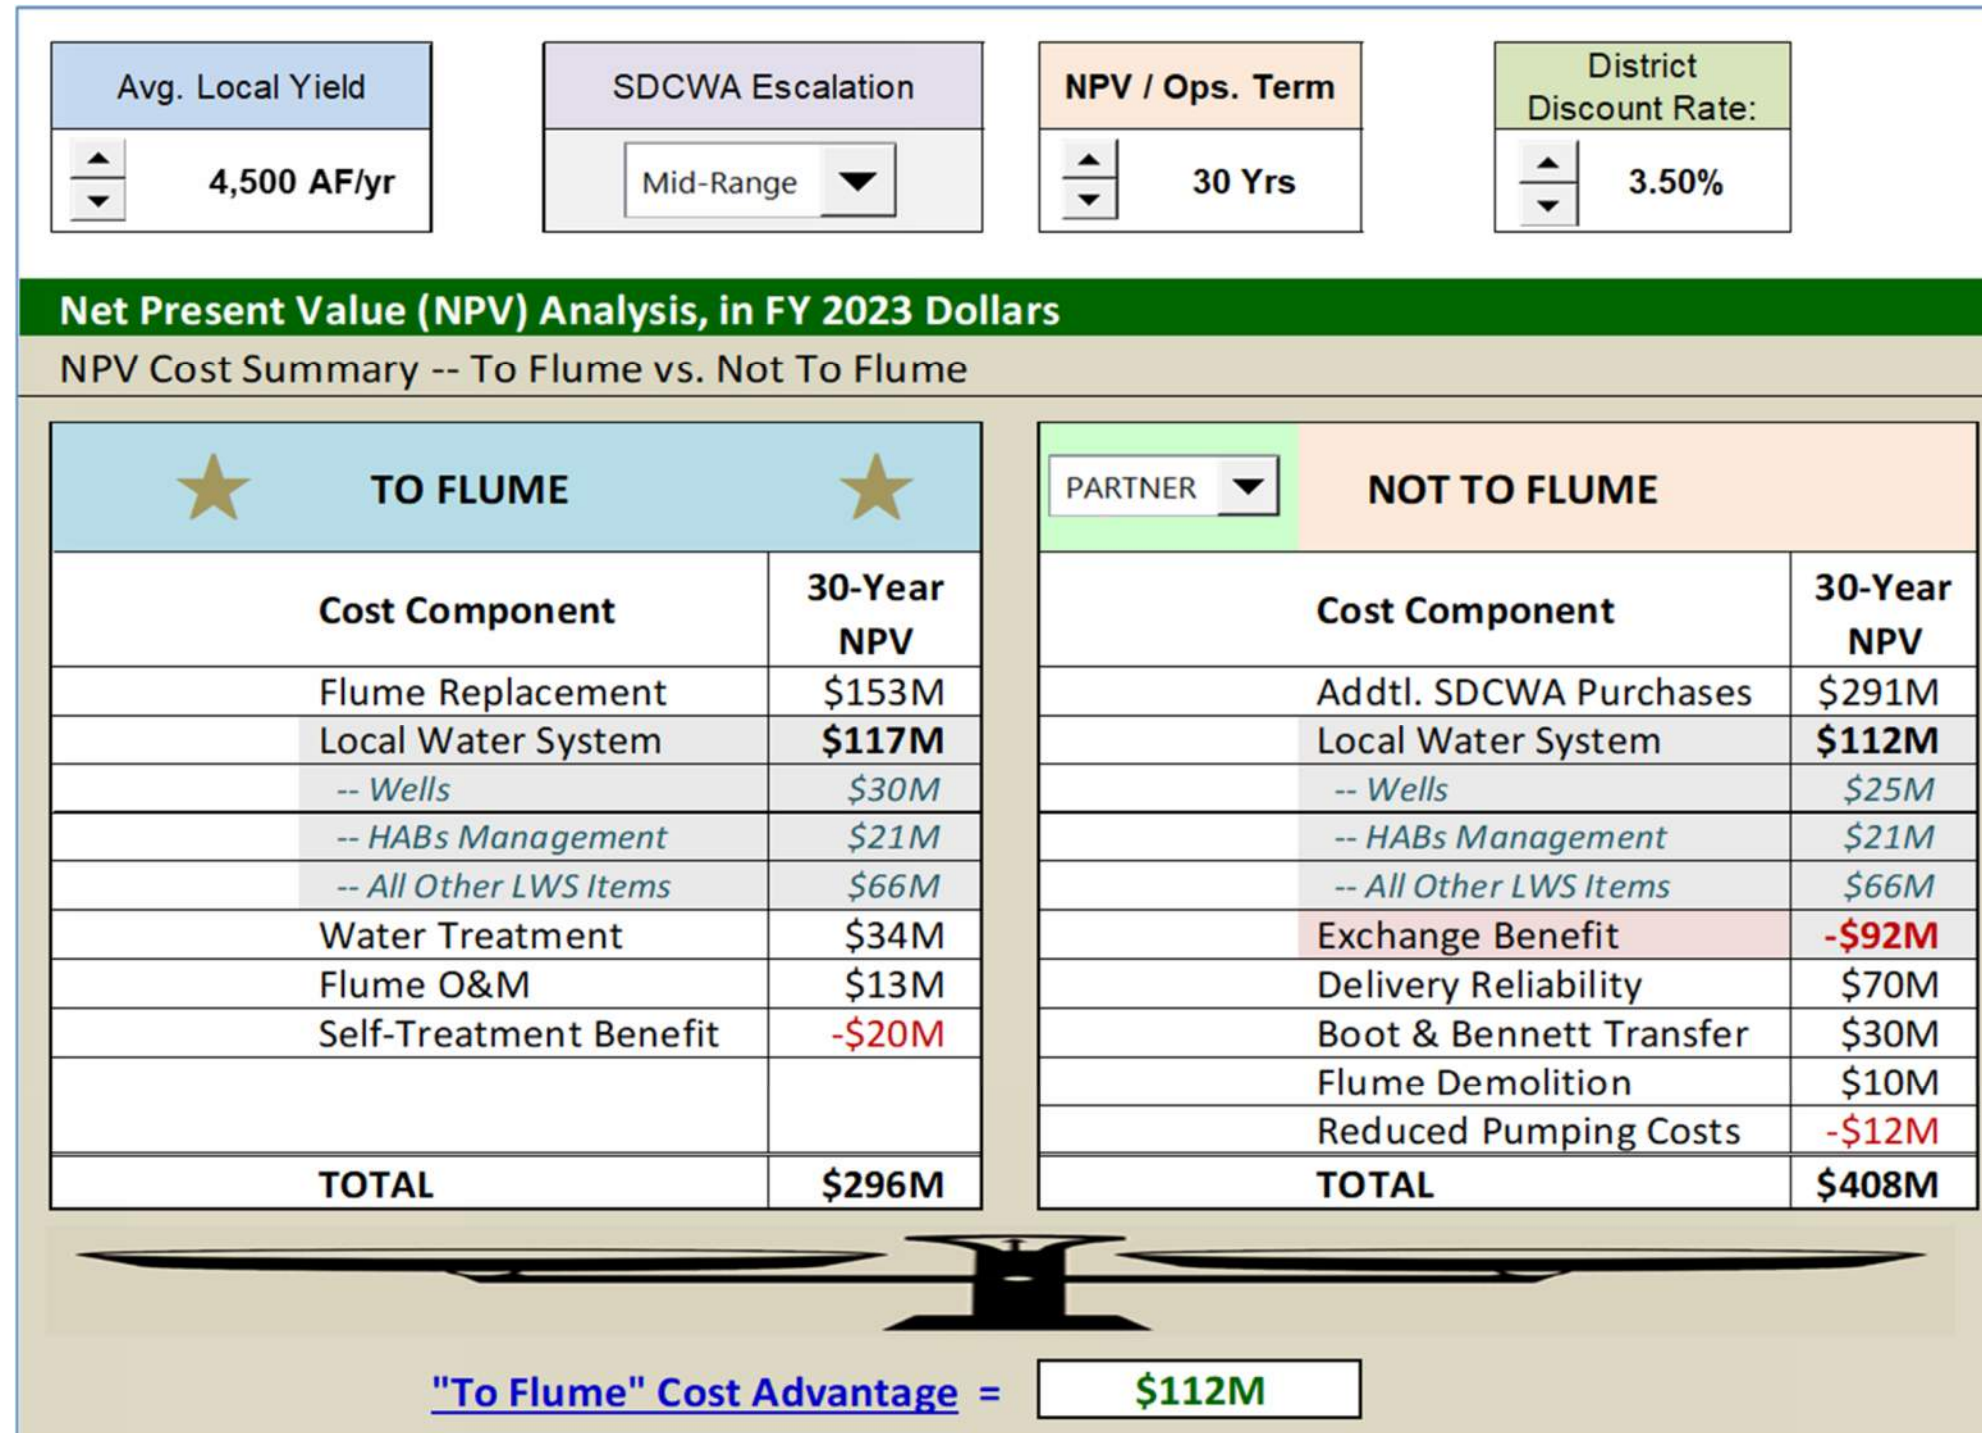 Avg. Local Yield
4,500 AF/yr
SDCWA Escalation
Mid-Range
NPV / Ops. Term
30 Yrs
District
Discount Rate:
3.50%
Net Present Value (NPV) Analysis, in FY 2023 Dollars
NPV Cost Summary -- To Flume vs. Not To Flume
TO FLUME
Cost Component 30-Year NPV
Flume Replacement $153M
Local Water System $117M
-- Wells $30M
-- HABs Management $21M
-- All Other LWS Items $66M
Water Treatment $34M
Flume O&M $13M
Self-Treatment Benefit -$20M
TOTAL $296M
PARTNER NOT TO FLUME
Cost Component 30-Year NPV
Addtl. SDCWA Purchases $291M
Local Water System $112M
-- Wells $25M
-- HABs Management $21M
-- All Other LWS Items $66M
Exchange Benefit -$92M
Delivery Reliability $70M
Boot & Bennett Transfer $30M
Flume Demolition $10M
Reduced Pumping Costs -$12M
TOTAL $408M
"To Flume" Cost Advantage = $112M